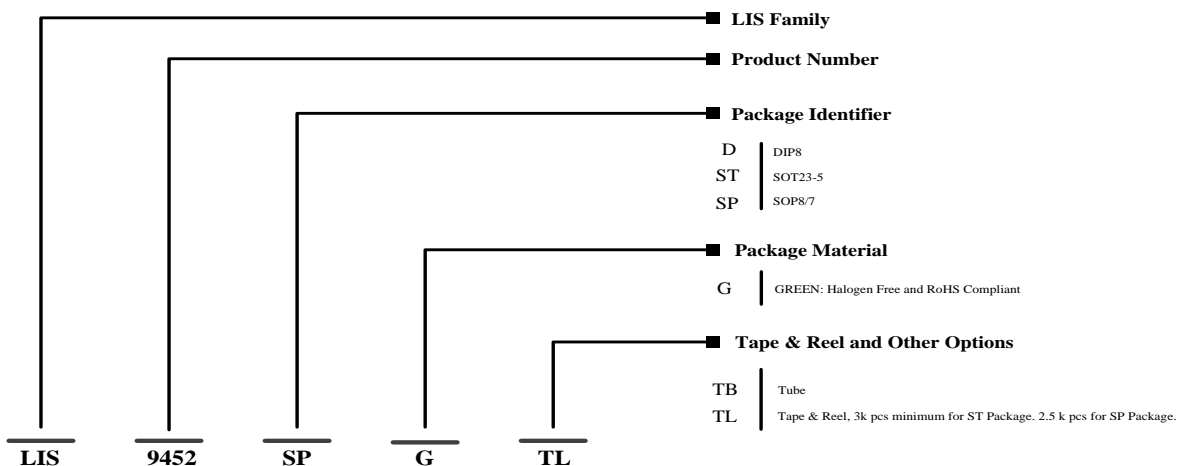 LIS Family
Product Number
Package Identifier
D DIP8
ST SOT23-5
SP SOP8/7
Package Material
G GREEN: Halogen Free and RoHS Compliant
Tape & Reel and Other Options
TB Tube
TL Tape & Reel, 3k pcs minimum for ST Package. 2.5 k pcs for SP Package.
LIS 9452 SP G TL